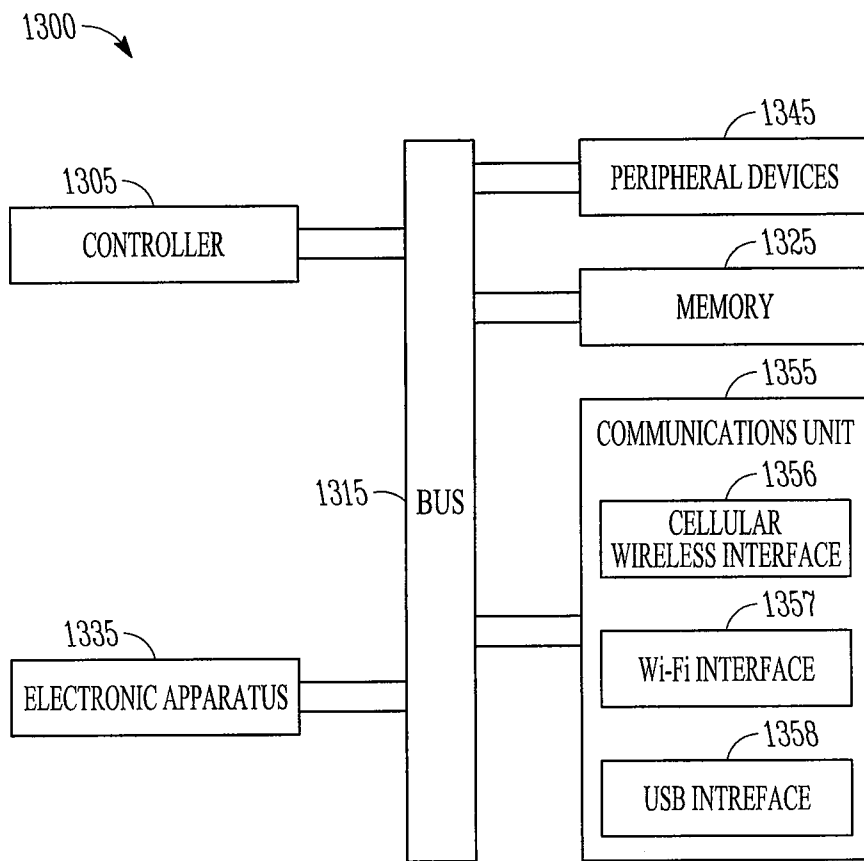 1300
1345
PERIPHERAL DEVICES
1305
CONTROLLER
1325
MEMORY
1355
COMMUNICATIONS UNIT
1356
CELLULAR
WIRELESS INTERFACE
1315
BUS
1357
Wi-Fi INTERFACE
1335
ELECTRONIC APPARATUS
1358
USB INTREFACE